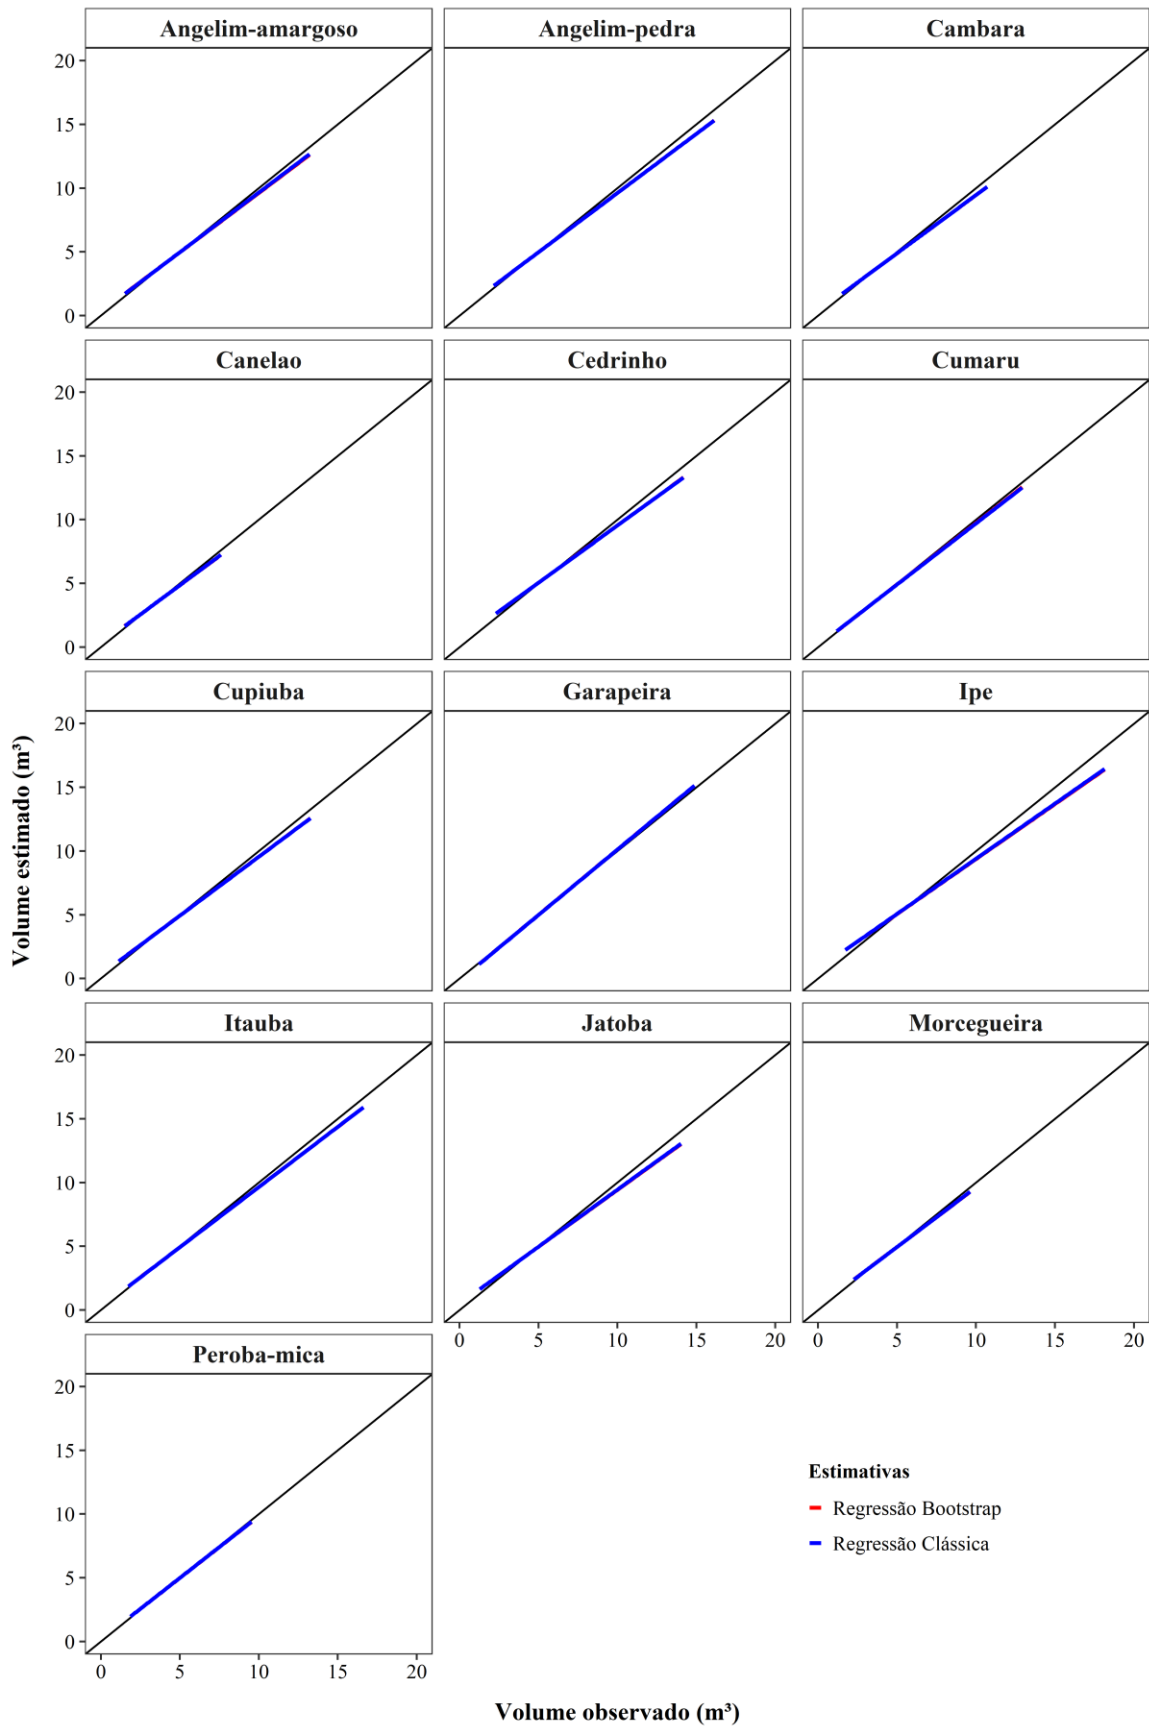 Angelim-amargoso Angelim-pedra Cambara
20
15
10
5
0
Canelao Cedrinho Cumaru
20
15
10
5
0
Cupiuba Garapeira Ipe
20
15
10
5
0
Itauba Jatoba Morcegueira
20
15
10
5
0
0 5 10 15 20 0 5 10 15 20
Peroba-mica
20
15
10
5
0
0 5 10 15 20
Volume estimado (m³)
Volume observado (m³)
Estimativas
Regressão Bootstrap
Regressão Clássica